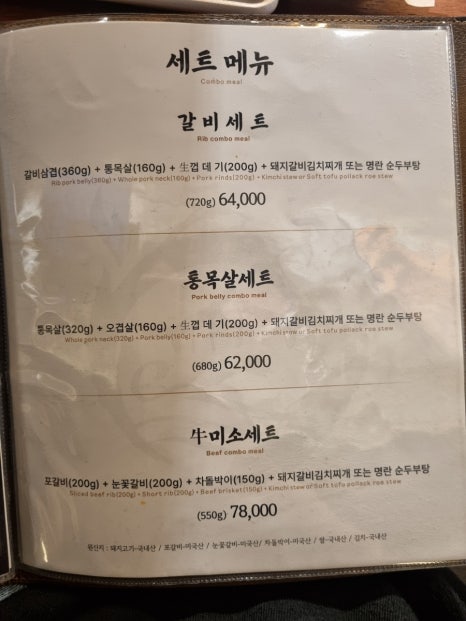 세트 메뉴
Combo meal
갈비세트
Rib combo meal
갈비삼겹(360g) + 통목살(160g) + 生껍 데 기(200g) + 돼지갈비김치찌개 또는 명란 순두부탕
Rib pork belly(360g) + Whole pork neck(160g) + Pork rinds(200g) + Kimchi stew or Soft tofu pollack roe stew
(720g) 64,000
통목살세트
Pork belly combo meal
통목살(320g) + 오겹살(160g) + 生껍 데 기(200g) + 돼지갈비김치찌개 또는 명란 순두부탕
Whole pork neck(320g) + Pork belly(160g) + Pork rinds(200g) + Kimchi stew or Soft tofu pollack roe stew
(680g) 62,000
牛미소세트
Beef combo meal
포갈비(200g) + 눈꽃갈비(200g) + 차돌박이(150g) + 돼지갈비김치찌개 또는 명란 순두부탕
Sliced beef rib(200g) + Short rib(200g) + Beef brisket(150g) + Kimchi stew or Soft tofu pollack roe stew
(550g) 78,000
원산지 : 돼지고기-국내산 / 포갈비-미국산 / 눈꽃갈비-미국산/ 차돌박이-미국산 / 쌀-국내산 / 김치-국내산